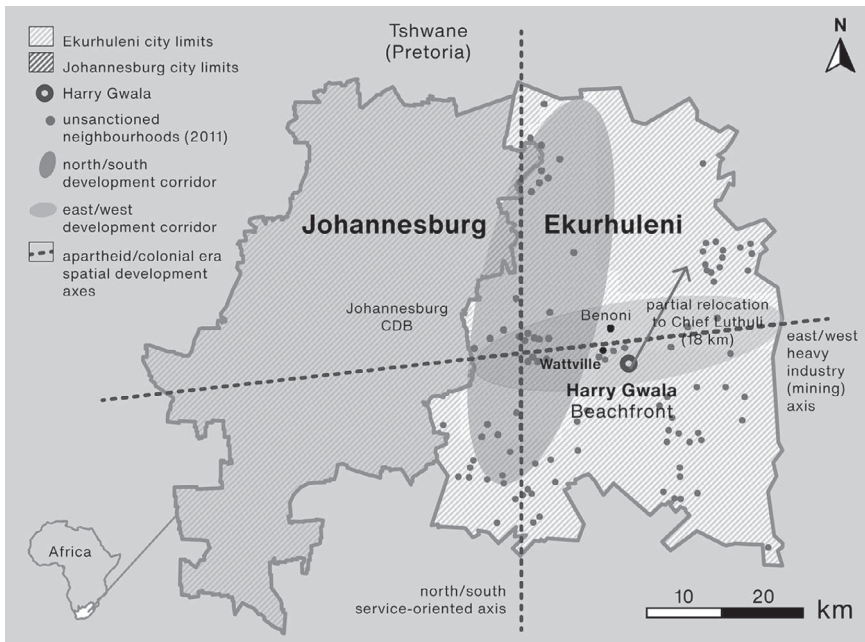 Ekurhuleni city limits
Johannesburg city limits
Harry Gwala
unsanctioned
neighbourhoods (2011)
north/south
development corridor
east/west
development corridor
apartheid/colonial era
spatial development
axes
Tshwane
(Pretoria)
N
Johannesburg
Ekurhuleni
Johannesburg
CDB
Benoni
partial relocation
to Chief Luthuli
(18 km)
Wattville
Harry Gwala
Beachfront
east/west
heavy
industry
(mining)
axis
Africa
north/south
service-oriented axis
10 20
km